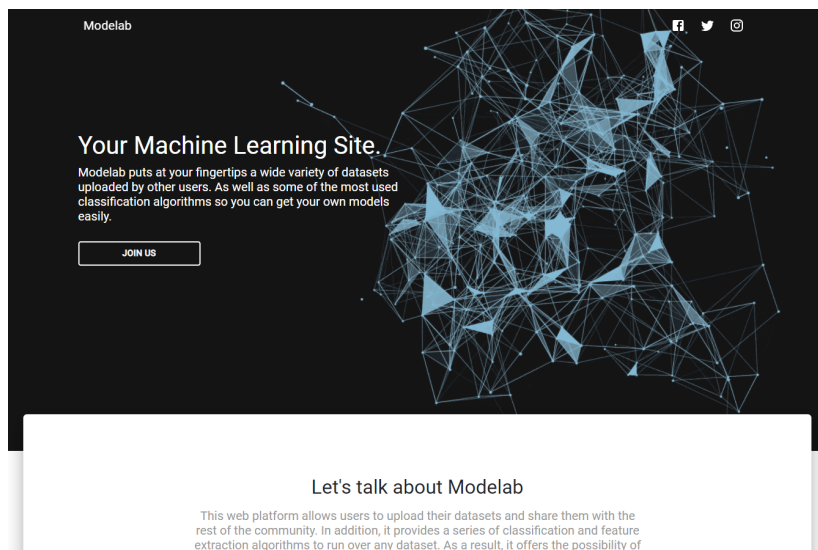 Modelab
Your Machine Learning Site.
Modelab puts at your fingertips a wide variety of datasets
uploaded by other users. As well as some of the most used
classification algorithms so you can get your own models
easily.
JOIN US
Let's talk about Modelab
This web platform allows users to upload their datasets and share them with the
rest of the community. In addition, it provides a series of classification and feature
extraction algorithms to run over any dataset. As a result, it offers the possibility of